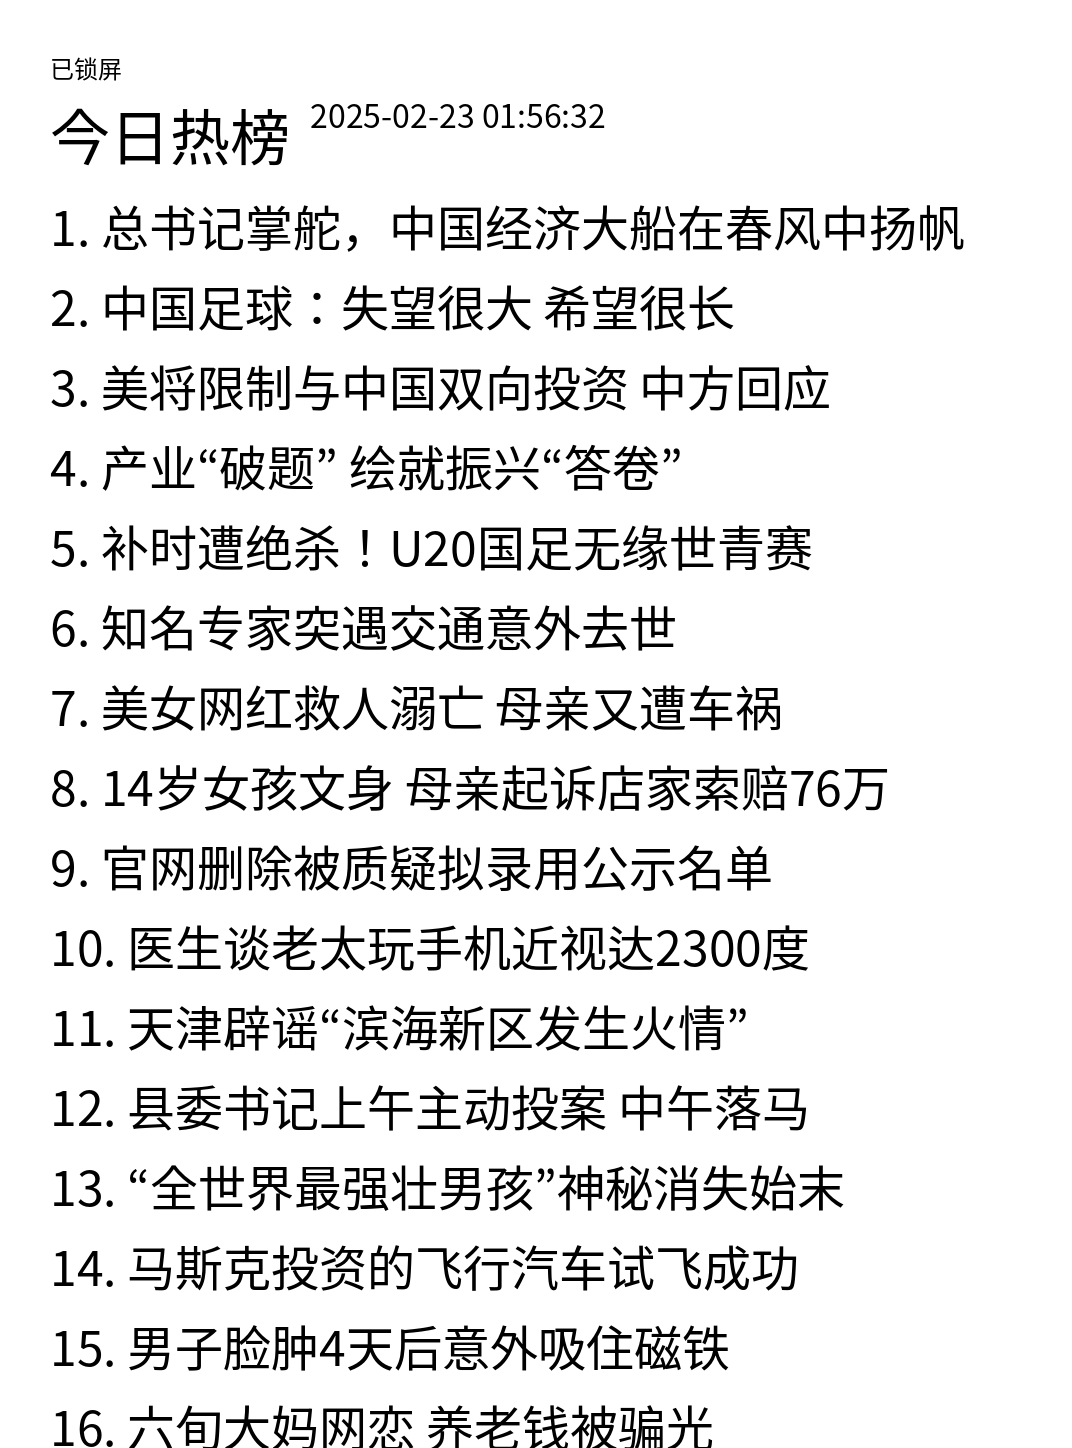 已锁屏
今日热榜 2025-02-23 01:56:32
1. 总书记掌舵，中国经济大船在春风中扬帆
2. 中国足球：失望很大 希望很长
3. 美将限制与中国双向投资 中方回应
4. 产业“破题” 绘就振兴“答卷”
5. 补时遭绝杀！U20国足无缘世青赛
6. 知名专家突遇交通意外去世
7. 美女网红救人溺亡 母亲又遭车祸
8. 14岁女孩文身 母亲起诉店家索赔76万
9. 官网删除被质疑拟录用公示名单
10. 医生谈老太玩手机近视达2300度
11. 天津辟谣“滨海新区发生火情”
12. 县委书记上午主动投案 中午落马
13. “全世界最强壮男孩”神秘消失始末
14. 马斯克投资的飞行汽车试飞成功
15. 男子脸肿4天后意外吸住磁铁
16. 六旬大妈网恋 养老钱被骗光